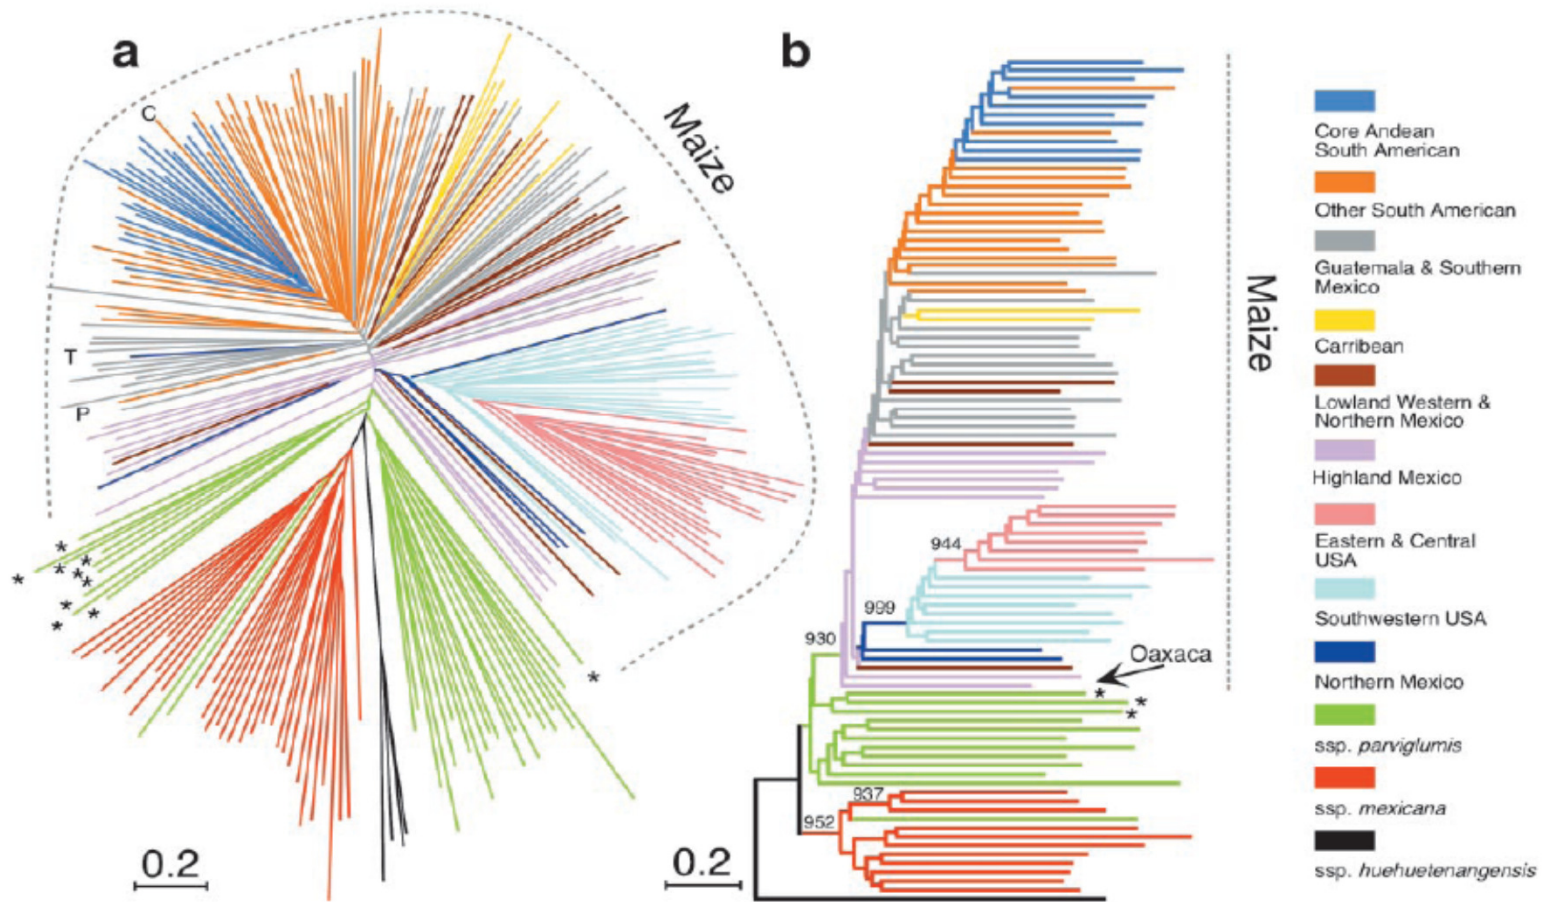 a
b
C
T
P
Maize
*
*
*
*
*
*
*
*
*
*
0.2
0.2
944
999
930
937
952
Oaxaca
*
*
*
Maize
Core Andean
South American
Other South American
Guatemala & Southern
Mexico
Carribean
Lowland Western &
Northern Mexico
Highland Mexico
Eastern & Central
USA
Southwestern USA
Northern Mexico
ssp. parviglumis
ssp. mexicana
ssp. huehuetenangensis